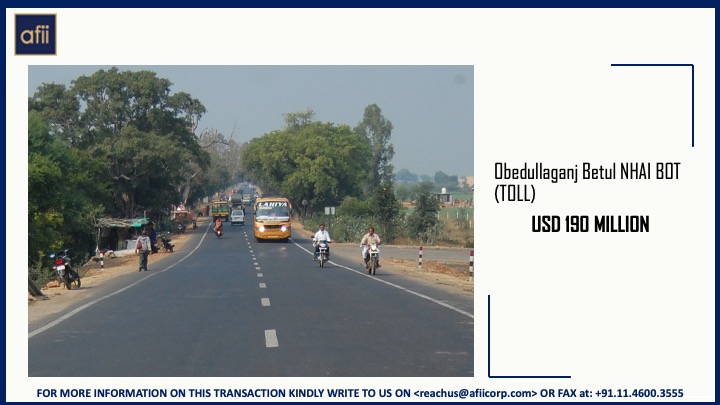 afii
LAKIYA
Obedullaganj Betul NHAI BOT
(TOLL)
USD 190 MILLION
FOR MORE INFORMATION ON THIS TRANSACTION KINDLY WRITE TO US ON <reachus@afiicorp.com> OR FAX at: +91.11.4600.3555